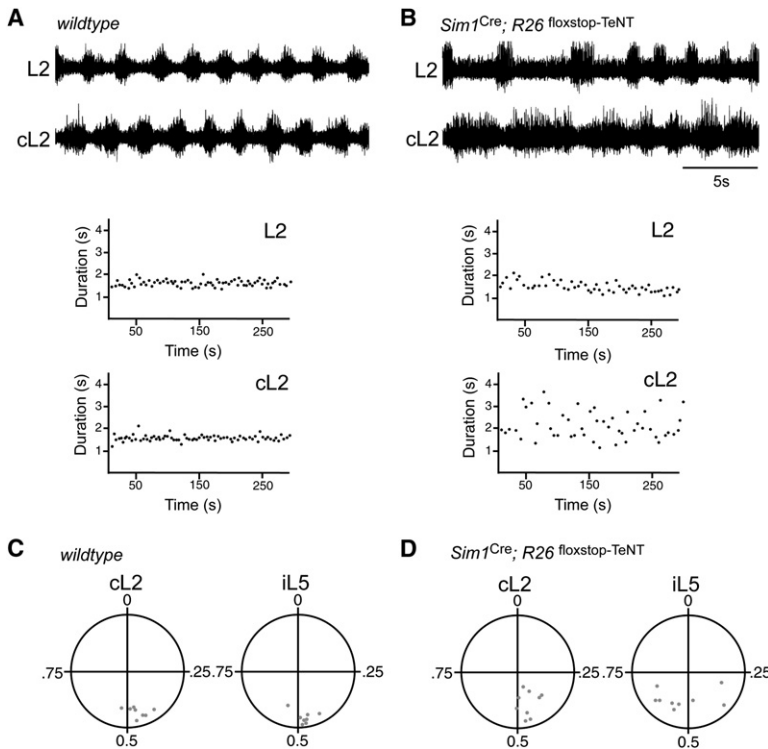 A
wildtype
L2
cL2
B
Sim1Cre; R26 floxstop-TeNT
L2
cL2
5s
L2
Duration (s)
4
3
2
1
50 150 250
Time (s)
cL2
Duration (s)
4
3
2
1
50 150 250
Time (s)
L2
Duration (s)
4
3
2
1
50 150 250
Time (s)
cL2
Duration (s)
4
3
2
1
50 150 250
Time (s)
C
wildtype
cL2
0
.75 .25
0.5
iL5
0
.75 .25
0.5
D
Sim1Cre; R26 floxstop-TeNT
cL2
0
.75 .25
0.5
iL5
0
.75 .25
0.5